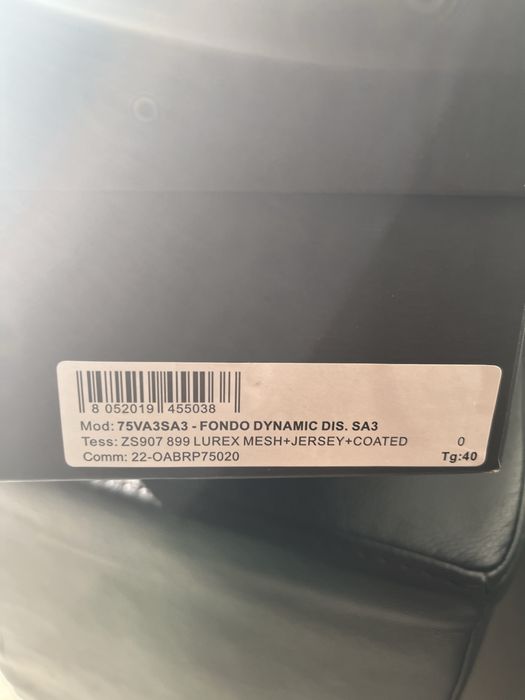 8 052019 455038
Mod: 75VA3SA3 - FONDO DYNAMIC DIS. SA3
Tess: ZS907 899 LUREX MESH+JERSEY+COATED 0
Comm: 22-OABRP75020 Tg:40